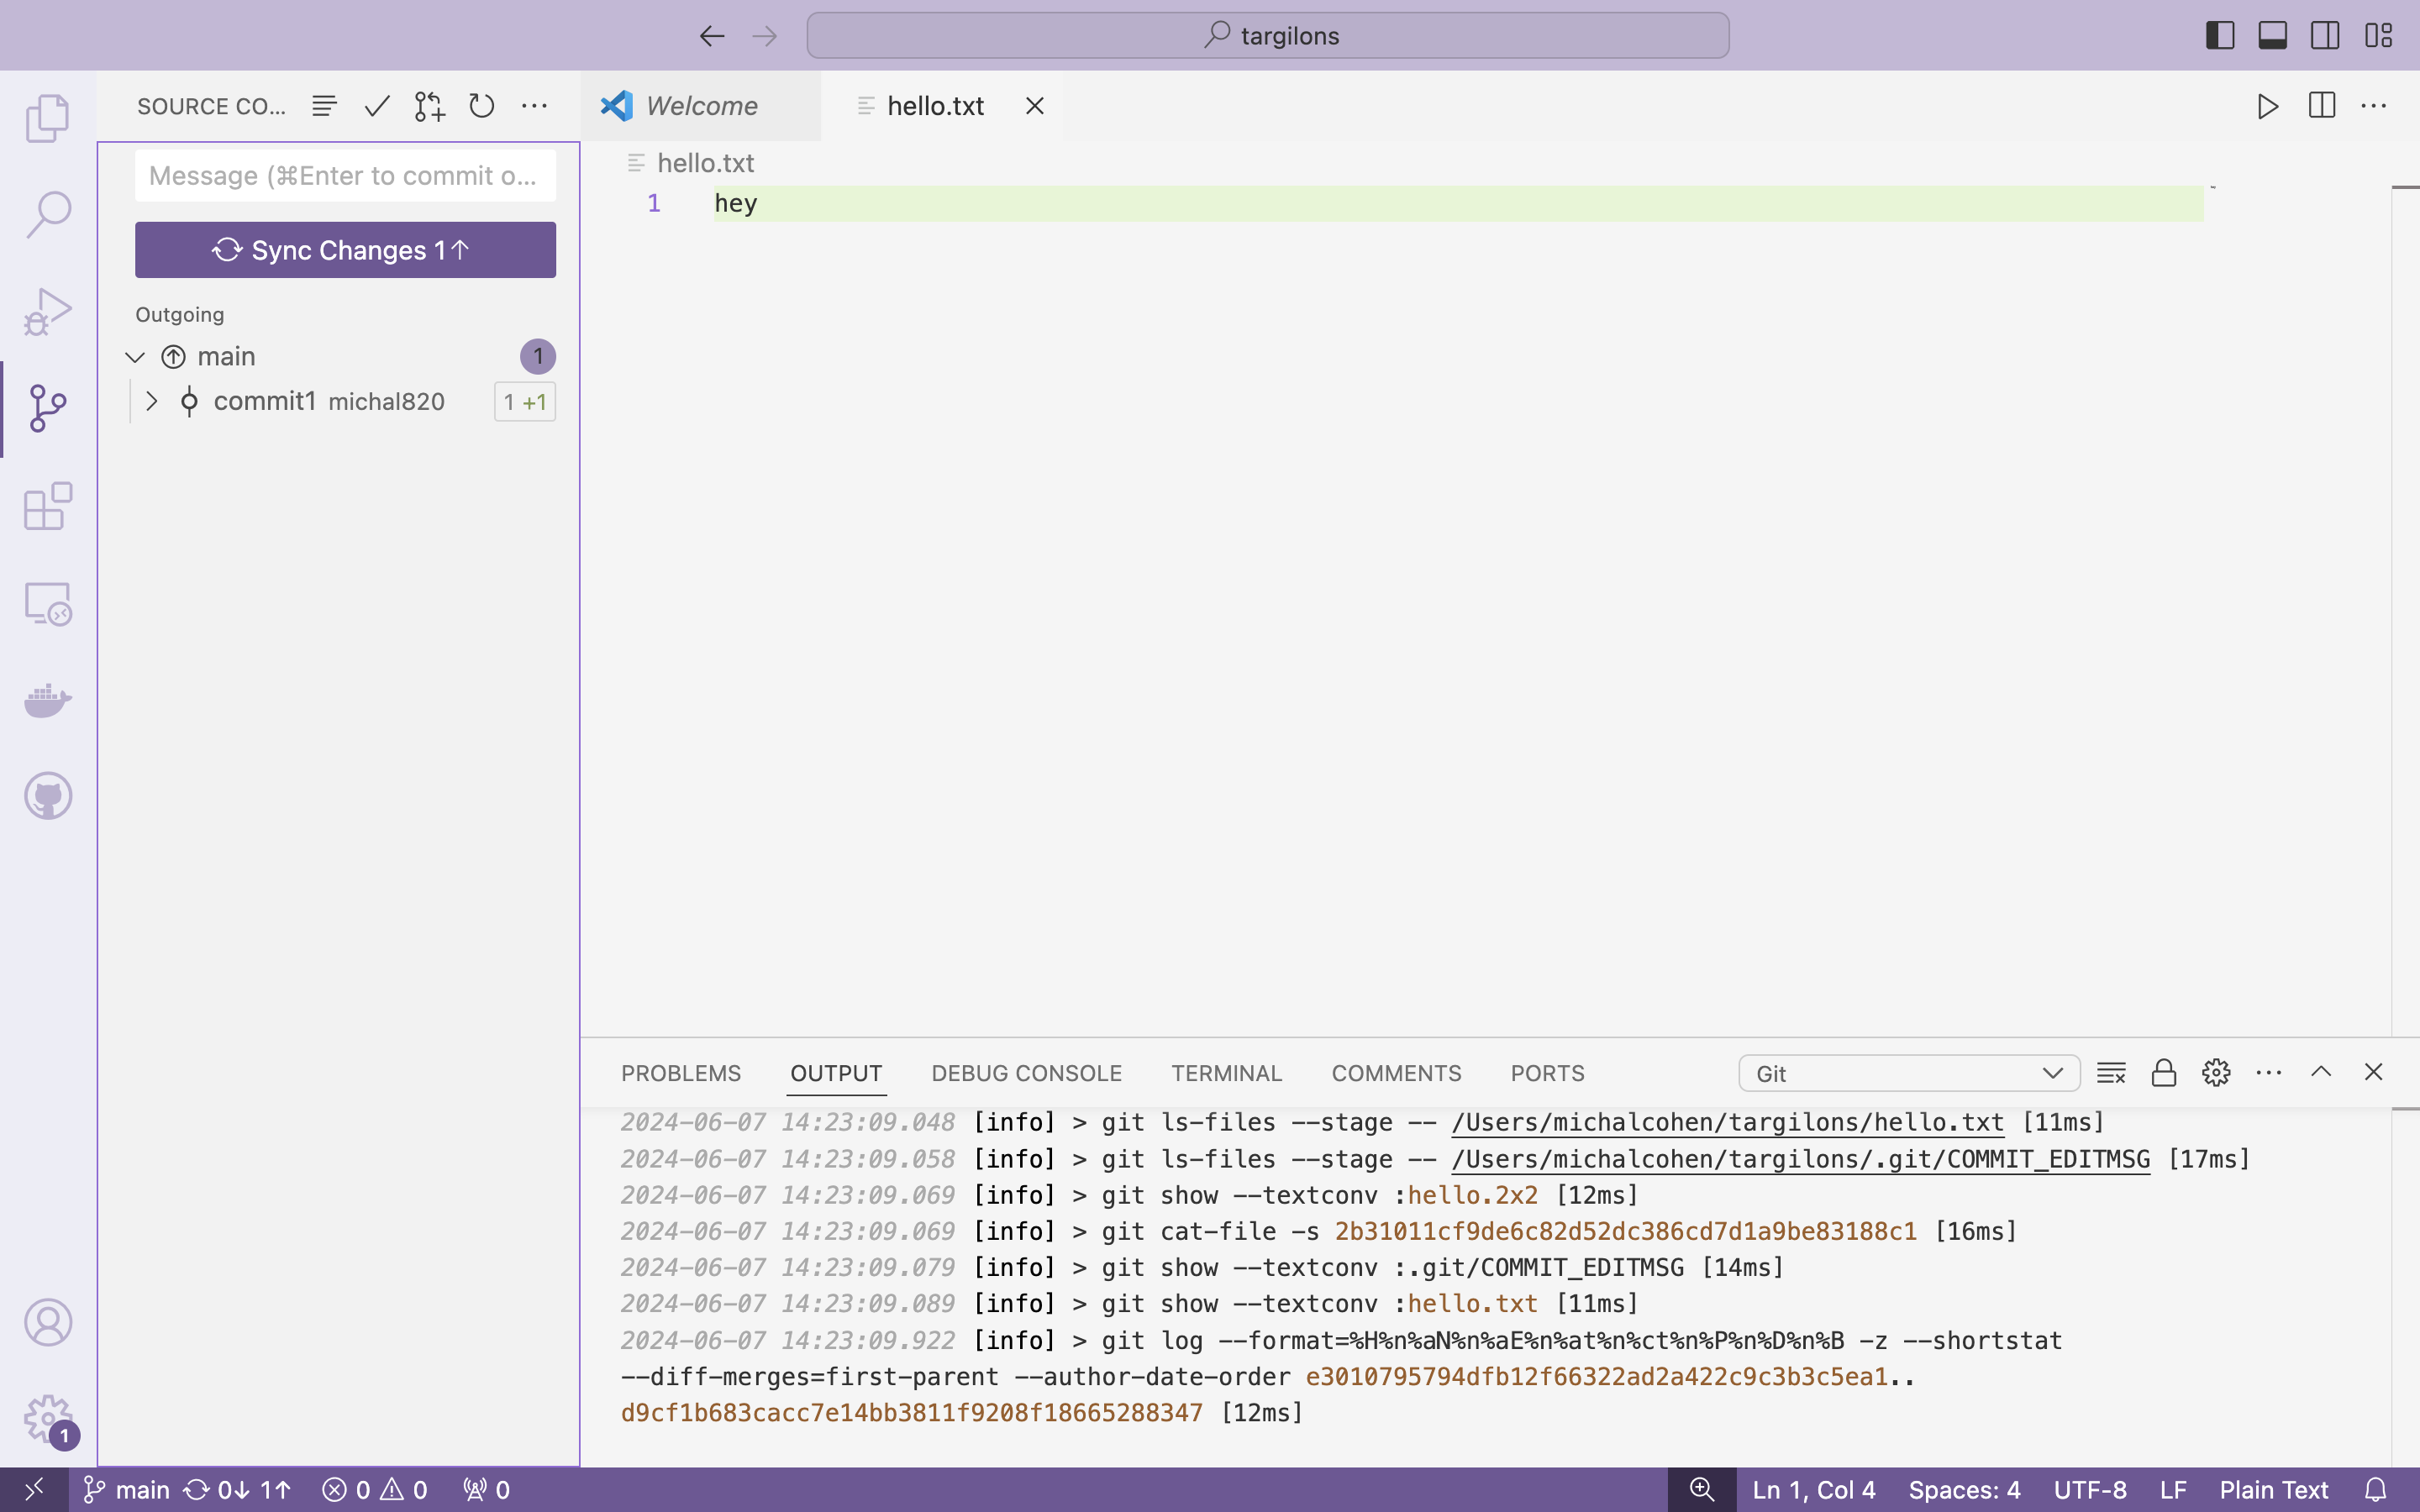 targilons
SOURCE CO...
Welcome
hello.txt
Message (⌘Enter to commit o...
Sync Changes 1↑
Outgoing
main
1
commit1 michal820
1 +1
hello.txt
1 hey
PROBLEMS OUTPUT DEBUG CONSOLE TERMINAL COMMENTS PORTS
Git
2024-06-07 14:23:09.048 [info] > git ls-files --stage -- /Users/michalcohen/targilons/hello.txt [11ms]
2024-06-07 14:23:09.058 [info] > git ls-files --stage -- /Users/michalcohen/targilons/.git/COMMIT_EDITMSG [17ms]
2024-06-07 14:23:09.069 [info] > git show --textconv :hello.2x2 [12ms]
2024-06-07 14:23:09.069 [info] > git cat-file -s 2b31011cf9de6c82d52dc386cd7d1a9be83188c1 [16ms]
2024-06-07 14:23:09.079 [info] > git show --textconv :.git/COMMIT_EDITMSG [14ms]
2024-06-07 14:23:09.089 [info] > git show --textconv :hello.txt [11ms]
2024-06-07 14:23:09.922 [info] > git log --format=%H%n%aN%n%aE%n%at%n%ct%n%P%n%D%n%B -z --shortstat
--diff-merges=first-parent --author-date-order e3010795794dfb12f66322ad2a422c9c3b3c5ea1..
d9cf1b683cacc7e14bb3811f9208f18665288347 [12ms]
1
main 0↓ 1↑ 0 0 0
Ln 1, Col 4 Spaces: 4 UTF-8 LF Plain Text